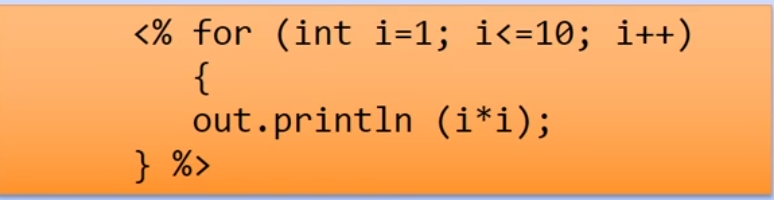 <% for (int i=1; i<=10; i++)
{
out.println (i*i);
} %>